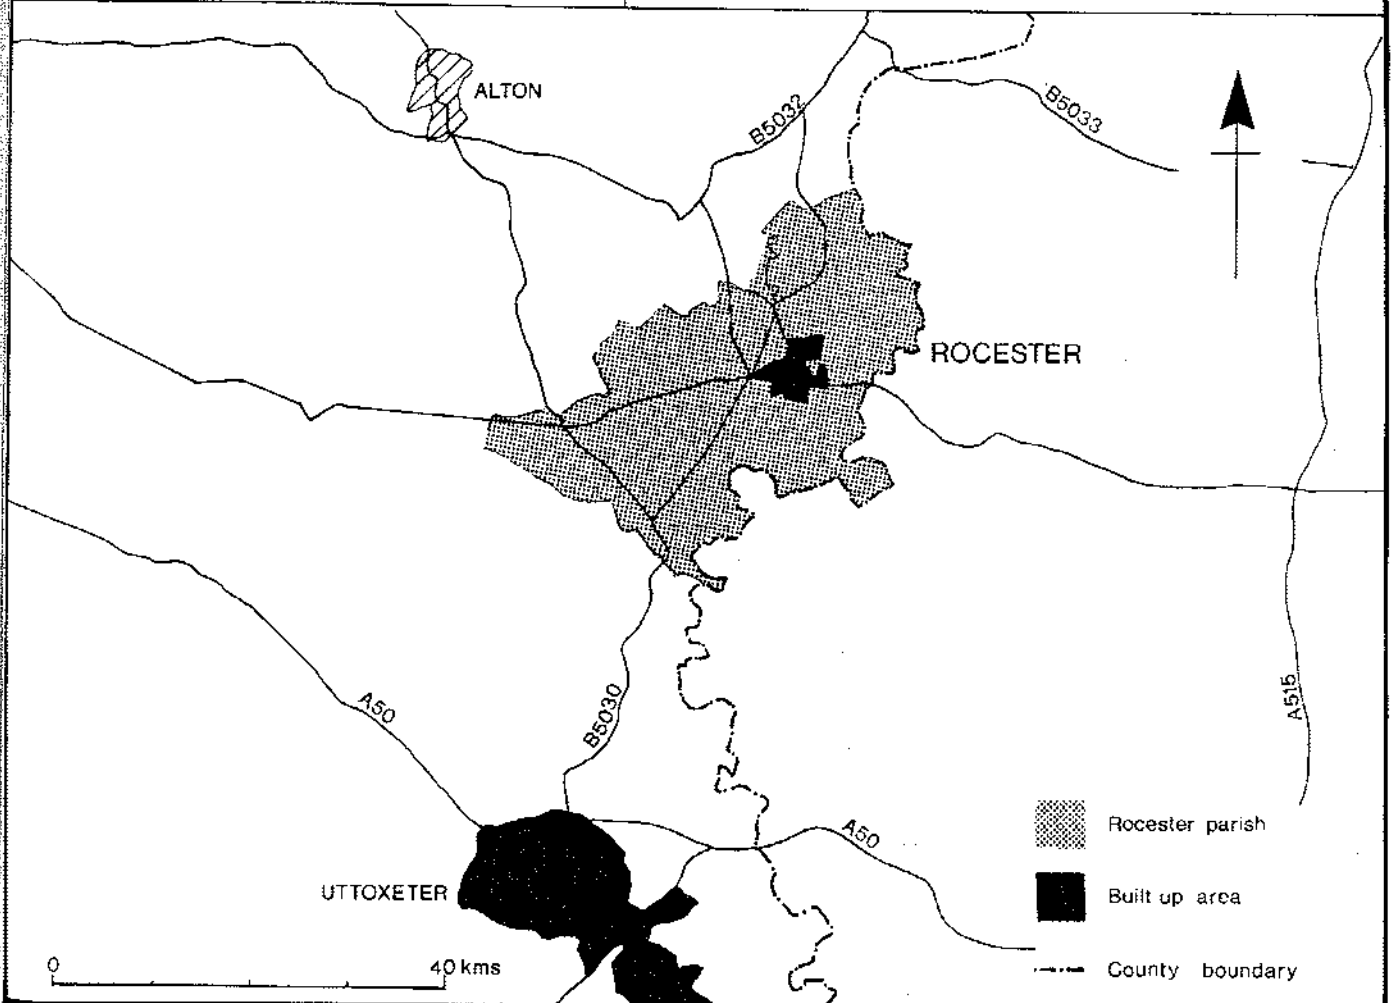 ALTON
B5032
B5033
ROCESTER
A50
B5030
A515
Rocester parish
A50
Built up area
UTTOXETER
0 40 kms
County boundary